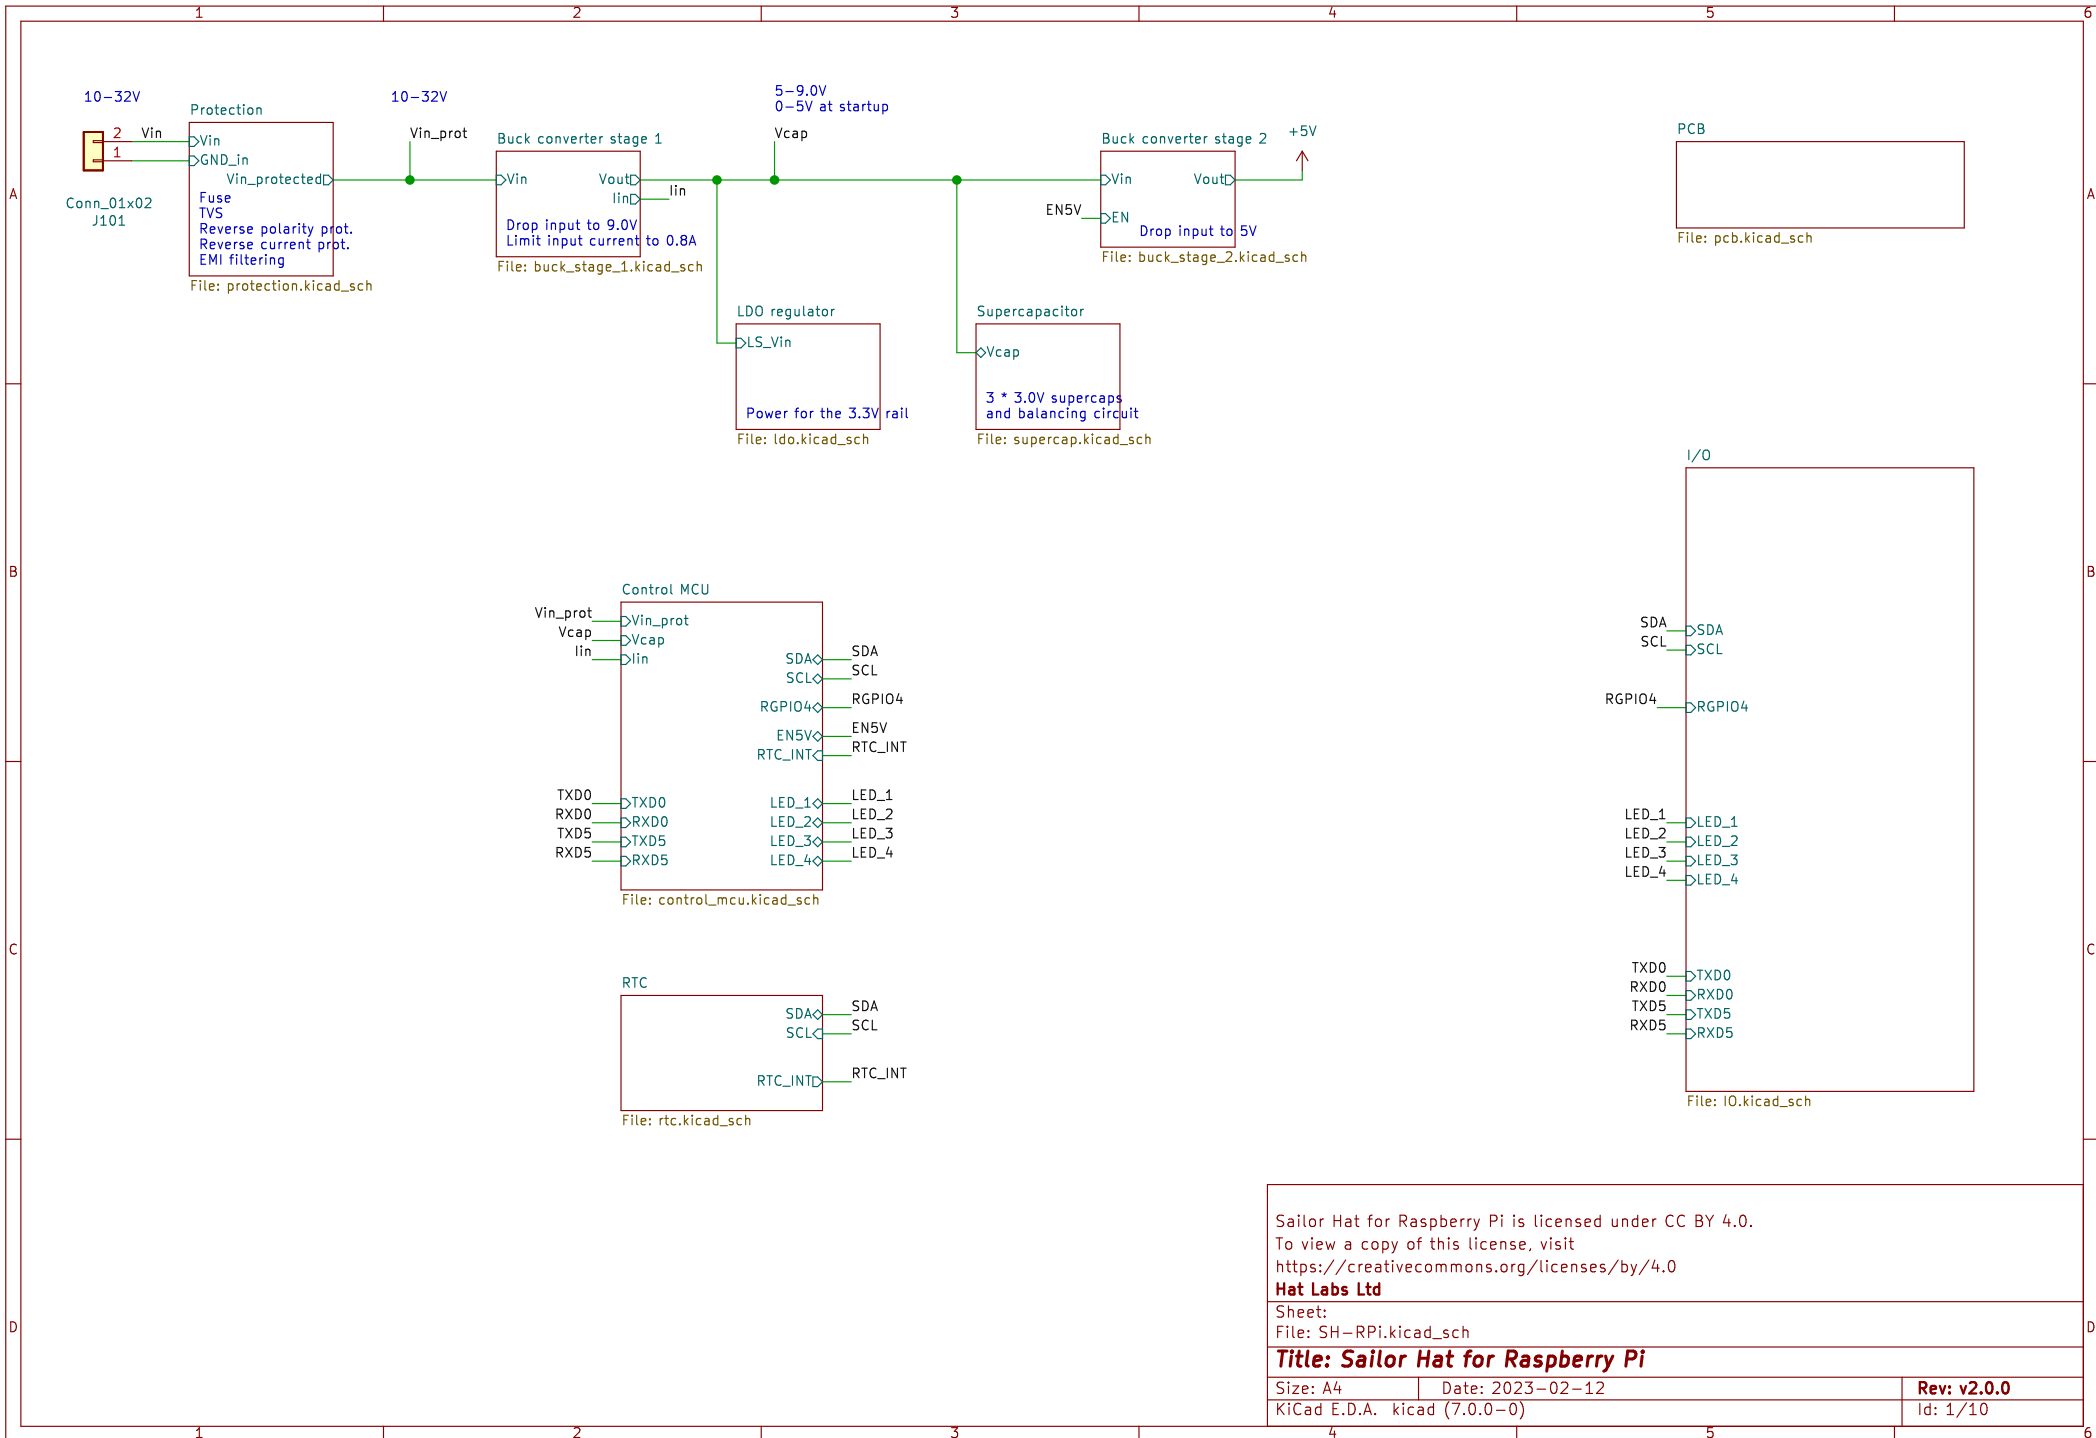 1 2 3 4 5 6
A A
B B
C C
D D
1 2 3 4 5 6
10-32V
2 Vin
1
Conn_01x02
J101
Protection
Vin
GND_in
Vin_protected
Fuse
TVS
Reverse polarity prot.
Reverse current prot.
EMI filtering
File: protection.kicad_sch
10-32V
Vin_prot
Buck converter stage 1
Vin Vout
Iin Iin
Drop input to 9.0V
Limit input current to 0.8A
File: buck_stage_1.kicad_sch
5-9.0V
0-5V at startup
Vcap
Buck converter stage 2
Vin Vout
EN5V EN
Drop input to 5V
File: buck_stage_2.kicad_sch
+5V
PCB
File: pcb.kicad_sch
LDO regulator
LS_Vin
Power for the 3.3V rail
File: ldo.kicad_sch
Supercapacitor
Vcap
3 * 3.0V supercaps
and balancing circuit
File: supercap.kicad_sch
Control MCU
Vin_prot Vin_prot
Vcap Vcap
Iin Iin
SDA SDA
SCL SCL
RGPIO4 RGPIO4
EN5V EN5V
RTC_INT RTC_INT
TXD0 TXD0 LED_1 LED_1
RXD0 RXD0 LED_2 LED_2
TXD5 TXD5 LED_3 LED_3
RXD5 RXD5 LED_4 LED_4
File: control_mcu.kicad_sch
RTC
SDA SDA
SCL SCL
RTC_INT RTC_INT
File: rtc.kicad_sch
I/O
SDA SDA
SCL SCL
RGPIO4 RGPIO4
LED_1 LED_1
LED_2 LED_2
LED_3 LED_3
LED_4 LED_4
TXD0 TXD0
RXD0 RXD0
TXD5 TXD5
RXD5 RXD5
File: IO.kicad_sch
Sailor Hat for Raspberry Pi is licensed under CC BY 4.0.
To view a copy of this license, visit
https://creativecommons.org/licenses/by/4.0
Hat Labs Ltd
Sheet:
File: SH-RPi.kicad_sch
Title: Sailor Hat for Raspberry Pi
Size: A4 Date: 2023-02-12 Rev: v2.0.0
KiCad E.D.A. kicad (7.0.0-0) Id: 1/10